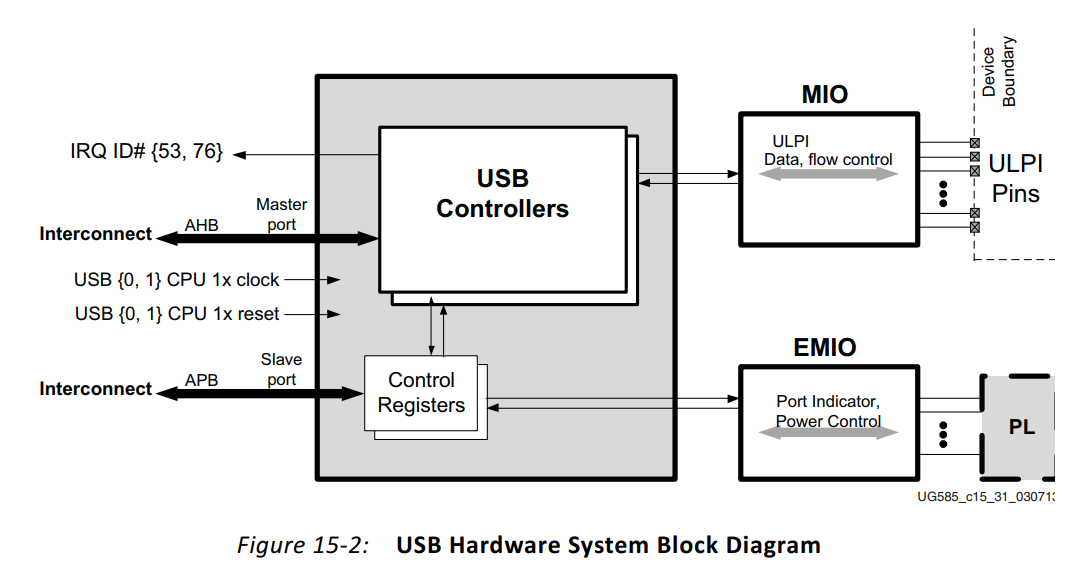 Device
Boundary
MIO
IRQ ID# {53, 76}
USB
Controllers
ULPI
Data, flow control
ULPI
Pins
Master
port
Interconnect
AHB
USB {0, 1} CPU 1x clock
USB {0, 1} CPU 1x reset
EMIO
Slave
port
Interconnect
APB
Control
Registers
Port Indicator,
Power Control
PL
UG585_c15_31_030713
Figure 15-2: USB Hardware System Block Diagram